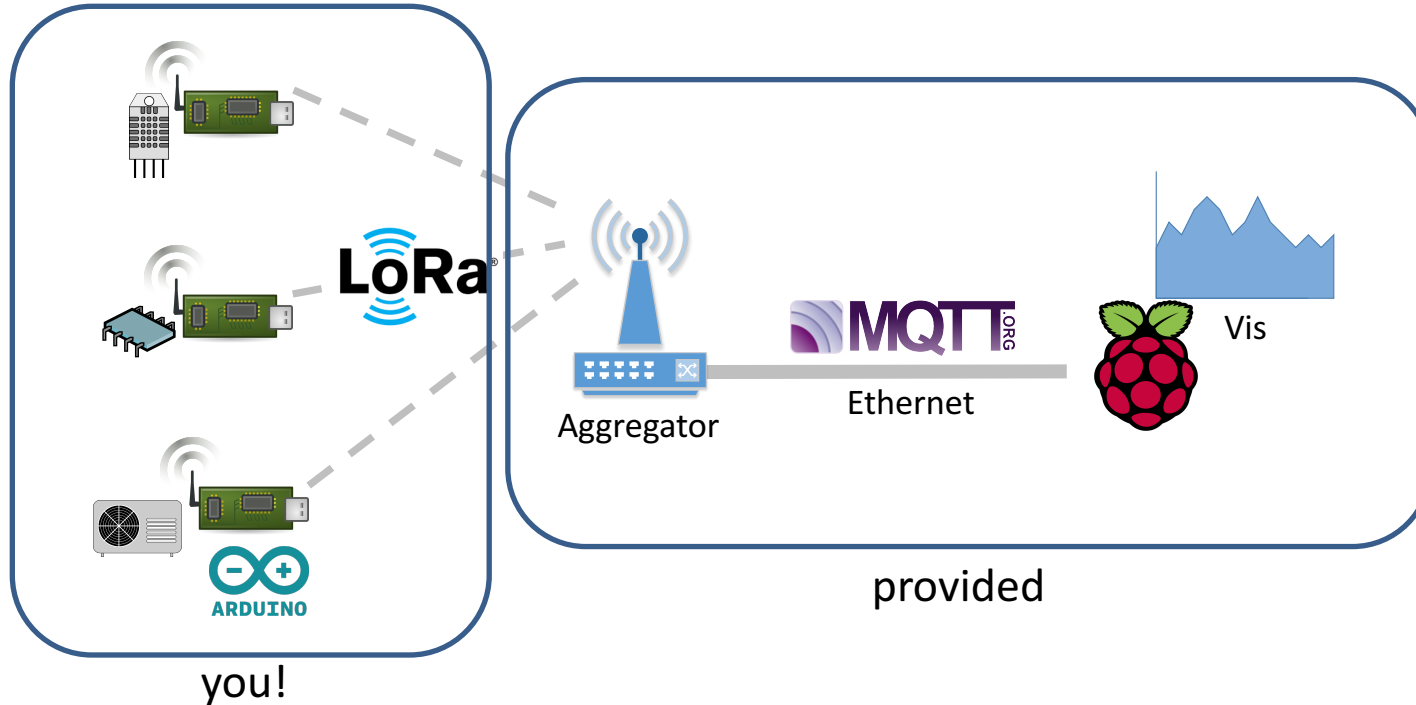 LoRa®
ARDUINO
you!
Aggregator
MQTT.ORG
Ethernet
Vis
provided